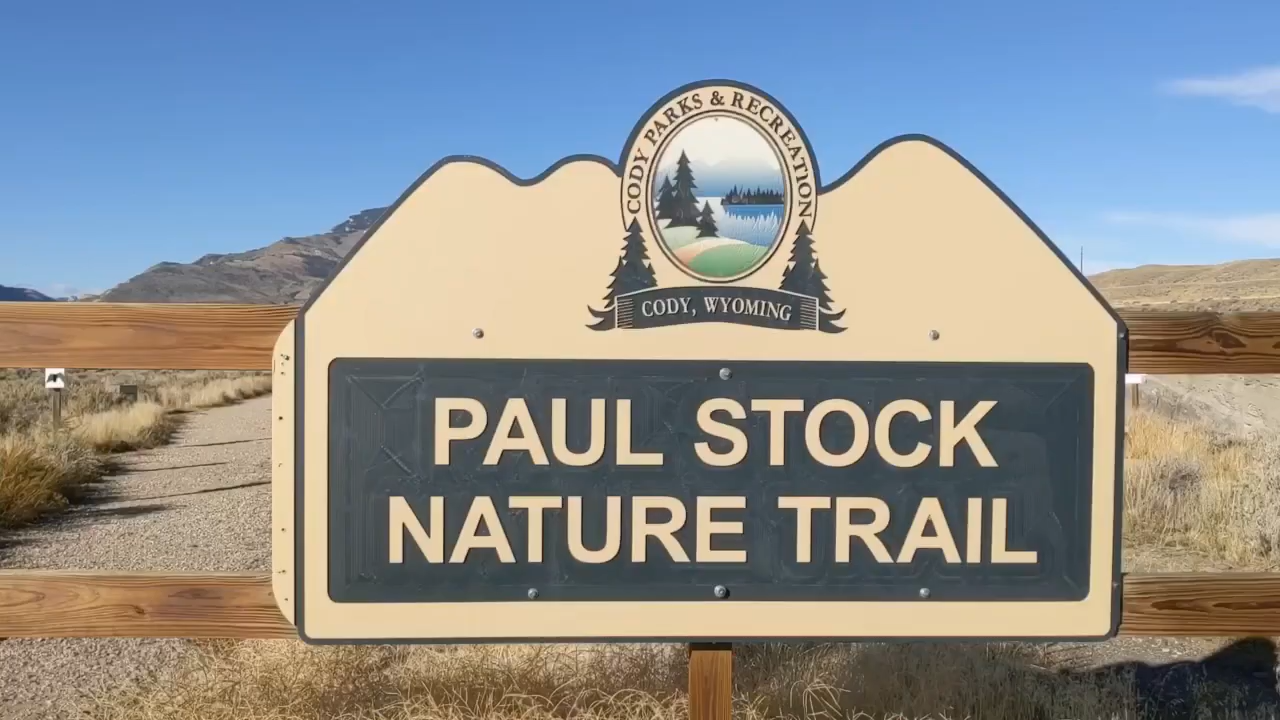 CODY PARKS & RECREATION
CODY, WYOMING
PAUL STOCK
NATURE TRAIL